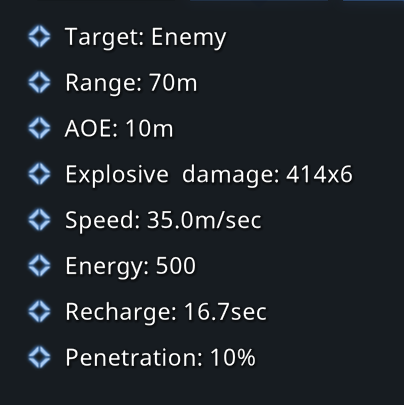 Target: Enemy
Range: 70m
AOE: 10m
Explosive  damage: 414x6
Speed: 35.0m/sec
Energy: 500
Recharge: 16.7sec
Penetration: 10%